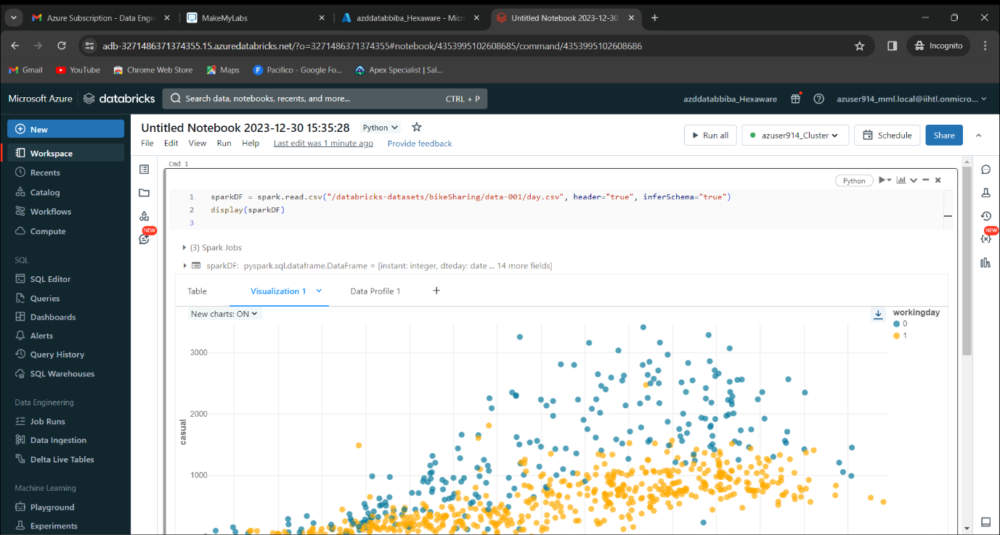 Azure Subscription - Data Engin
MakeMyLabs
azddatabbiba_Hexaware - Micr
Untitled Notebook 2023-12-30
adb-3271486371374355.15.azuredatabricks.net/?o=3271486371374355#notebook/4353995102608685/command/4353995102608686
Incognito
Gmail
YouTube
Chrome Web Store
Maps
Pacifico - Google Fo...
Apex Specialist | Sal...
Microsoft Azure
databricks
Search data, notebooks, recents, and more...
CTRL + P
azddatabbiba_Hexaware
azuser914_mml.local@iihtl.onmicro...
New
Workspace
Recents
Catalog
Workflows
Compute
SQL
SQL Editor
Queries
Dashboards
Alerts
Query History
SQL Warehouses
Data Engineering
Job Runs
Data Ingestion
Delta Live Tables
Machine Learning
Playground
Experiments
Untitled Notebook 2023-12-30 15:35:28
Python
File Edit View Run Help
Last edit was 1 minute ago
Provide feedback
Run all
azuser914_Cluster
Schedule
Share
NEW
Cmd 1
Python
1 sparkDF = spark.read.csv("/databricks-datasets/bikeSharing/data-001/day.csv", header="true", inferSchema="true")
2 display(sparkDF)
3
(3) Spark Jobs
sparkDF: pyspark.sql.dataframe.DataFrame = [instant: integer, dteday: date ... 14 more fields]
Table
Visualization 1
Data Profile 1
+
New charts: ON
workingday
0
1
3000
2000
1000
casual
NEW